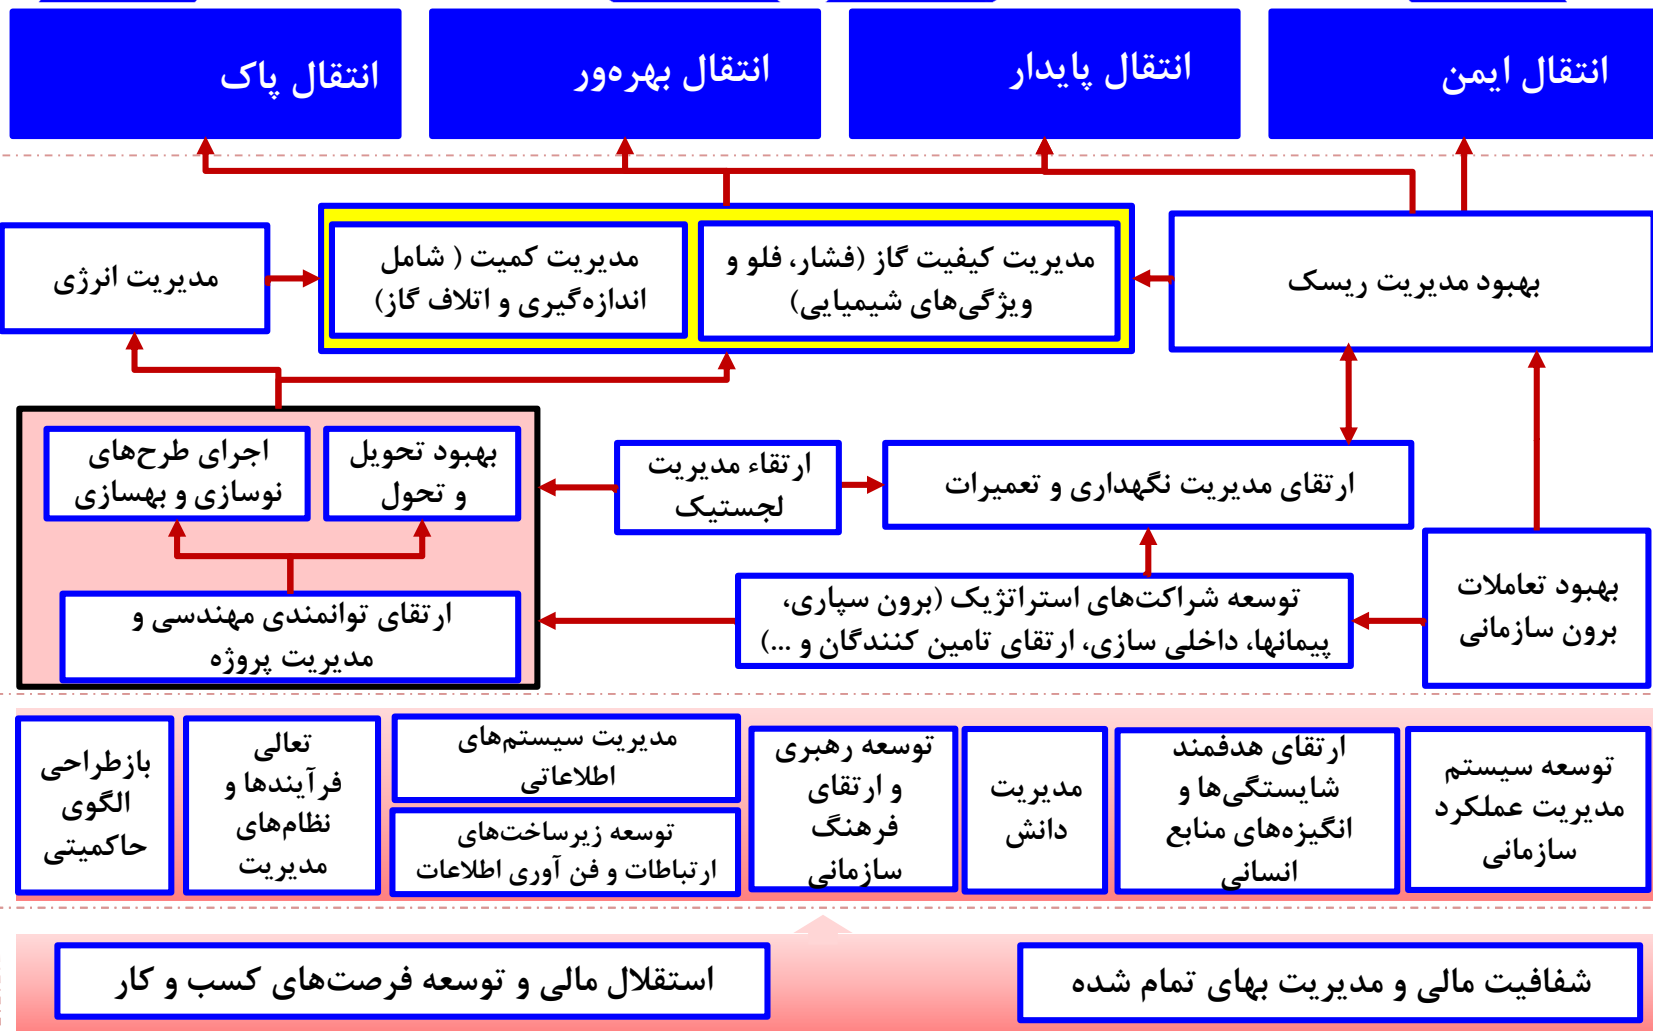 انتقال ایمن
انتقال پایدار
انتقال بهره‌ور
انتقال پاک
بهبود مدیریت ریسک
مدیریت کیفیت گاز (فشار، فلو و
ویژگی‌های شیمیایی)
مدیریت کمیت ( شامل
اندازه‌گیری و اتلاف گاز)
مدیریت انرژی
ارتقای مدیریت نگهداری و تعمیرات
ارتقاء مدیریت
لجستیک
بهبود تحویل
و تحول
اجرای طرح‌های
نوسازی و بهسازی
بهبود تعاملات
برون سازمانی
توسعه شراکت‌های استراتژیک (برون سپاری،
پیمانها، داخلی سازی، ارتقای تامین کنندگان و ...)
ارتقای توانمندی مهندسی و
مدیریت پروژه
توسعه سیستم
مدیریت عملکرد
سازمانی
ارتقای هدفمند
شایستگی‌ها و
انگیزه‌های منابع
انسانی
مدیریت
دانش
توسعه رهبری
و ارتقای
فرهنگ
سازمانی
مدیریت سیستم‌های
اطلاعاتی
توسعه زیرساخت‌های
ارتباطات و فن آوری اطلاعات
تعالی
فرآیندها و
نظام‌های
مدیریت
بازطراحی
الگوی
حاکمیتی
شفافیت مالی و مدیریت بهای تمام شده
استقلال مالی و توسعه فرصت‌های کسب و کار